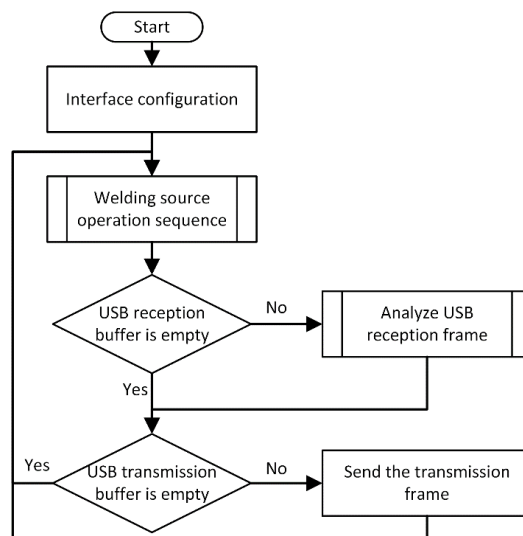 Start
Interface configuration
Welding source
operation sequence
USB reception
buffer is empty
No
Analyze USB
reception frame
Yes
Yes
USB transmission
buffer is empty
No
Send the transmission
frame